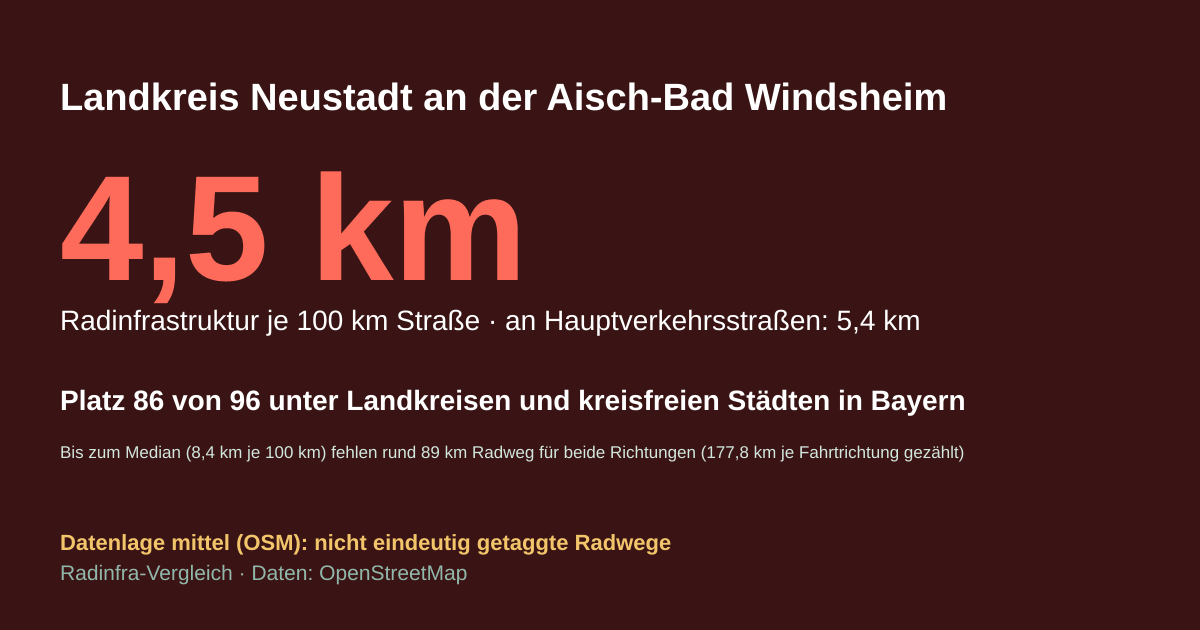 Landkreis Neustadt an der Aisch-Bad Windsheim
4,5 km
Radinfrastruktur je 100 km Straße · an Hauptverkehrsstraßen: 5,4 km
Platz 86 von 96 unter Landkreisen und kreisfreien Städten in Bayern
Bis zum Median (8,4 km je 100 km) fehlen rund 89 km Radweg für beide Richtungen (177,8 km je Fahrtrichtung gezählt)
Datenlage mittel (OSM): nicht eindeutig getaggte Radwege
Radinfra-Vergleich · Daten: OpenStreetMap